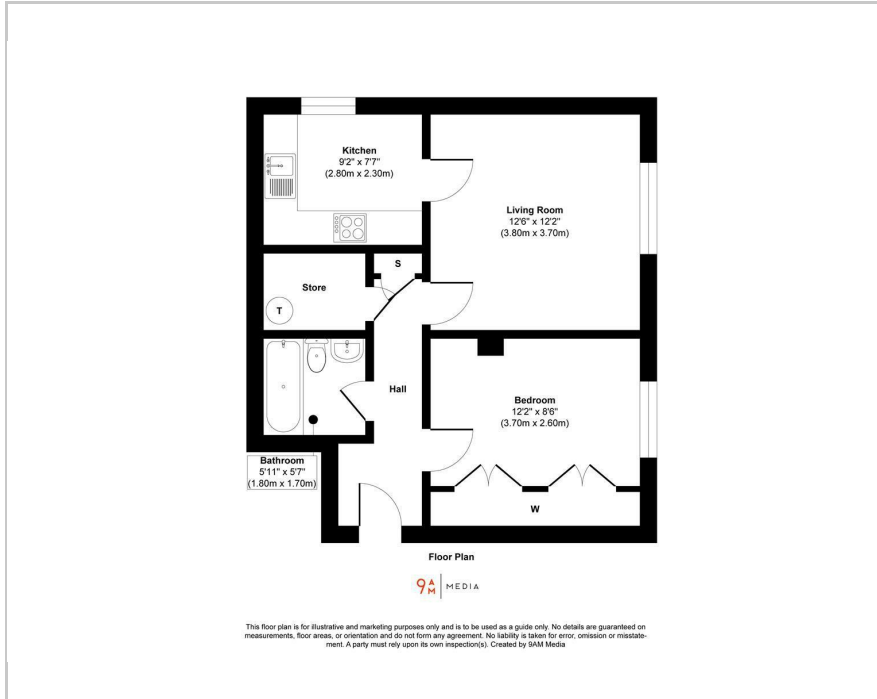 Kitchen
9'2" x 7'7"
(2.80m x 2.30m)
Living Room
12'6" x 12'2"
(3.80m x 3.70m)
S
Store
T
Hall
Bedroom
12'2" x 8'6"
(3.70m x 2.60m)
Bathroom
5'11" x 5'7"
(1.80m x 1.70m)
W
Floor Plan
9AM MEDIA
This floor plan is for illustrative and marketing purposes only and is to be used as a guide only. No details are guaranteed on
measurements, floor areas, or orientation and do not form any agreement. No liability is taken for error, omission or misstate-
ment. A party must rely upon its own inspection(s). Created by 9AM Media